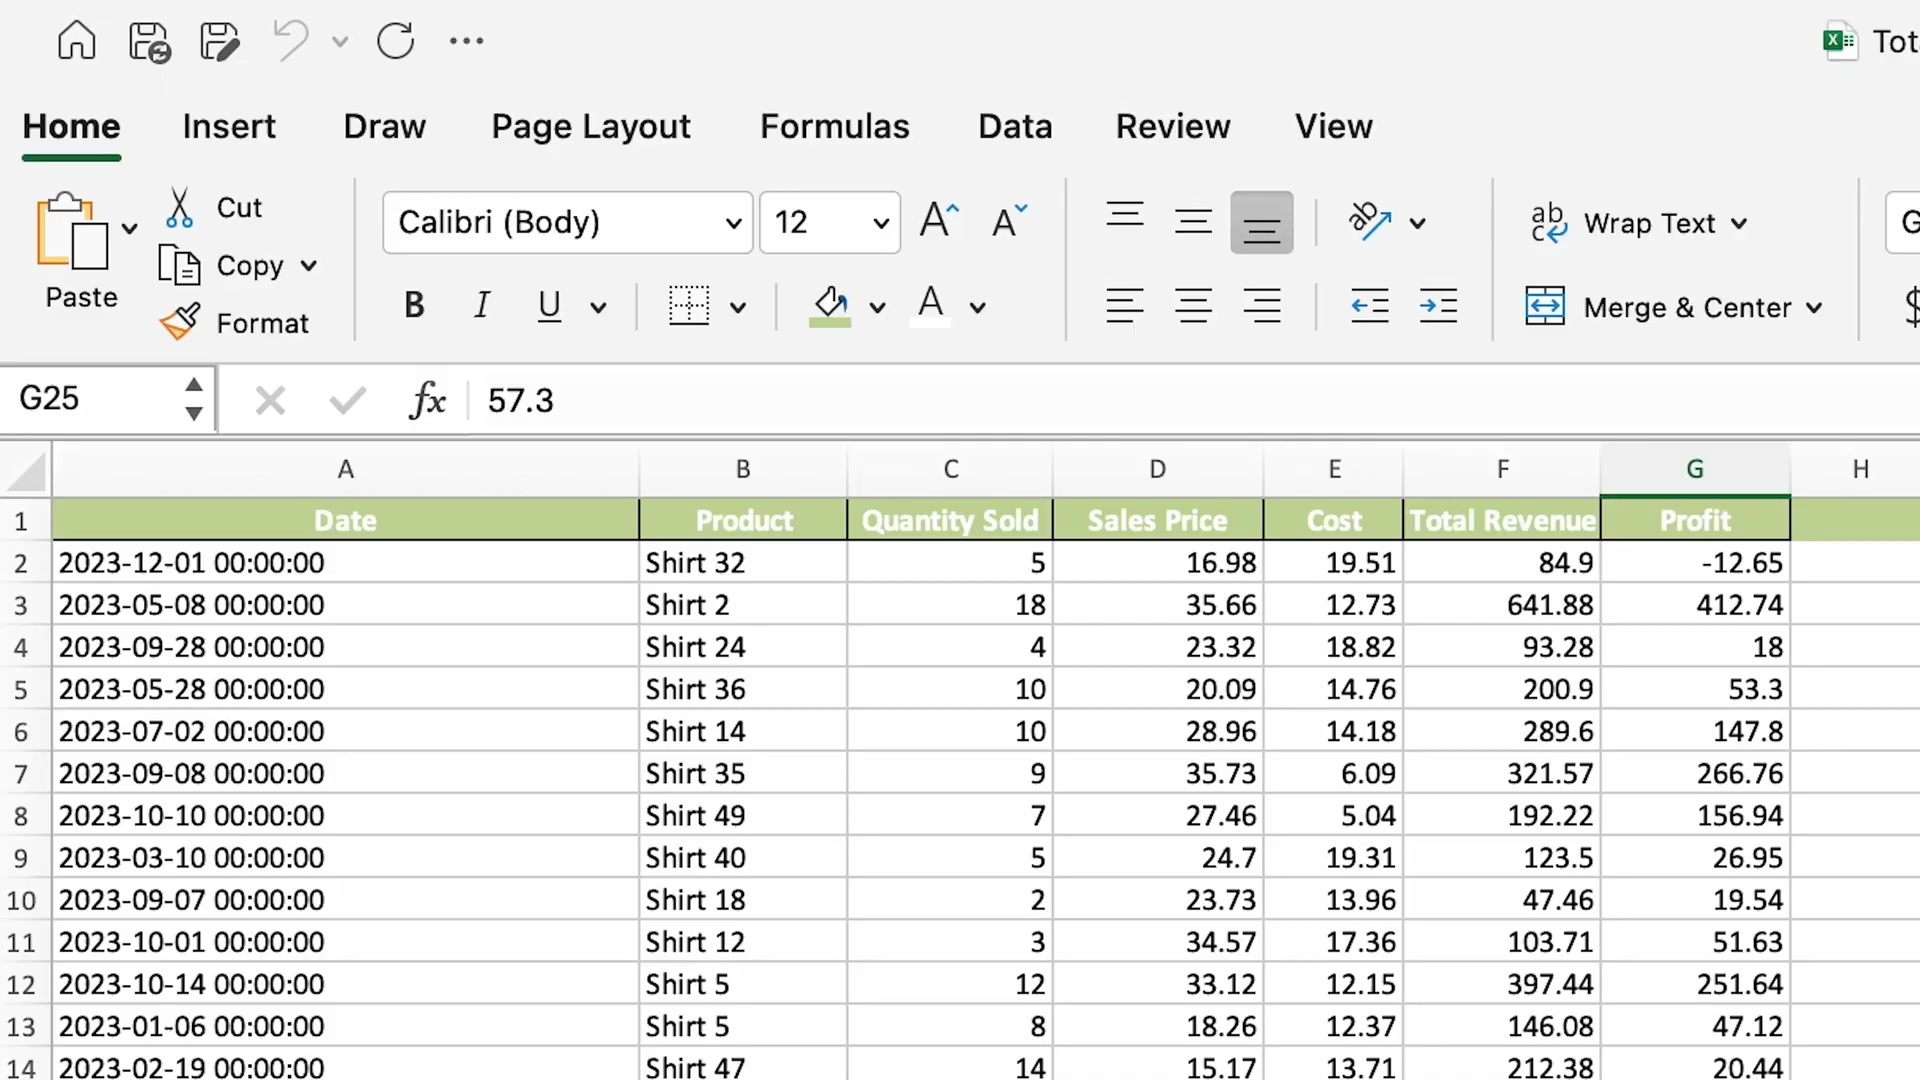 Tot
Home Insert Draw Page Layout Formulas Data Review View
Paste
Cut
Copy
Format
Calibri (Body) 12
B I U A
Wrap Text
Merge & Center
G
$
G25 fx 57.3
A B C D E F G H
1 Date Product Quantity Sold Sales Price Cost Total Revenue Profit
2 2023-12-01 00:00:00 Shirt 32 5 16.98 19.51 84.9 -12.65
3 2023-05-08 00:00:00 Shirt 2 18 35.66 12.73 641.88 412.74
4 2023-09-28 00:00:00 Shirt 24 4 23.32 18.82 93.28 18
5 2023-05-28 00:00:00 Shirt 36 10 20.09 14.76 200.9 53.3
6 2023-07-02 00:00:00 Shirt 14 10 28.96 14.18 289.6 147.8
7 2023-09-08 00:00:00 Shirt 35 9 35.73 6.09 321.57 266.76
8 2023-10-10 00:00:00 Shirt 49 7 27.46 5.04 192.22 156.94
9 2023-03-10 00:00:00 Shirt 40 5 24.7 19.31 123.5 26.95
10 2023-09-07 00:00:00 Shirt 18 2 23.73 13.96 47.46 19.54
11 2023-10-01 00:00:00 Shirt 12 3 34.57 17.36 103.71 51.63
12 2023-10-14 00:00:00 Shirt 5 12 33.12 12.15 397.44 251.64
13 2023-01-06 00:00:00 Shirt 5 8 18.26 12.37 146.08 47.12
14 2023-02-19 00:00:00 Shirt 47 14 15.17 13.71 212.38 20.44